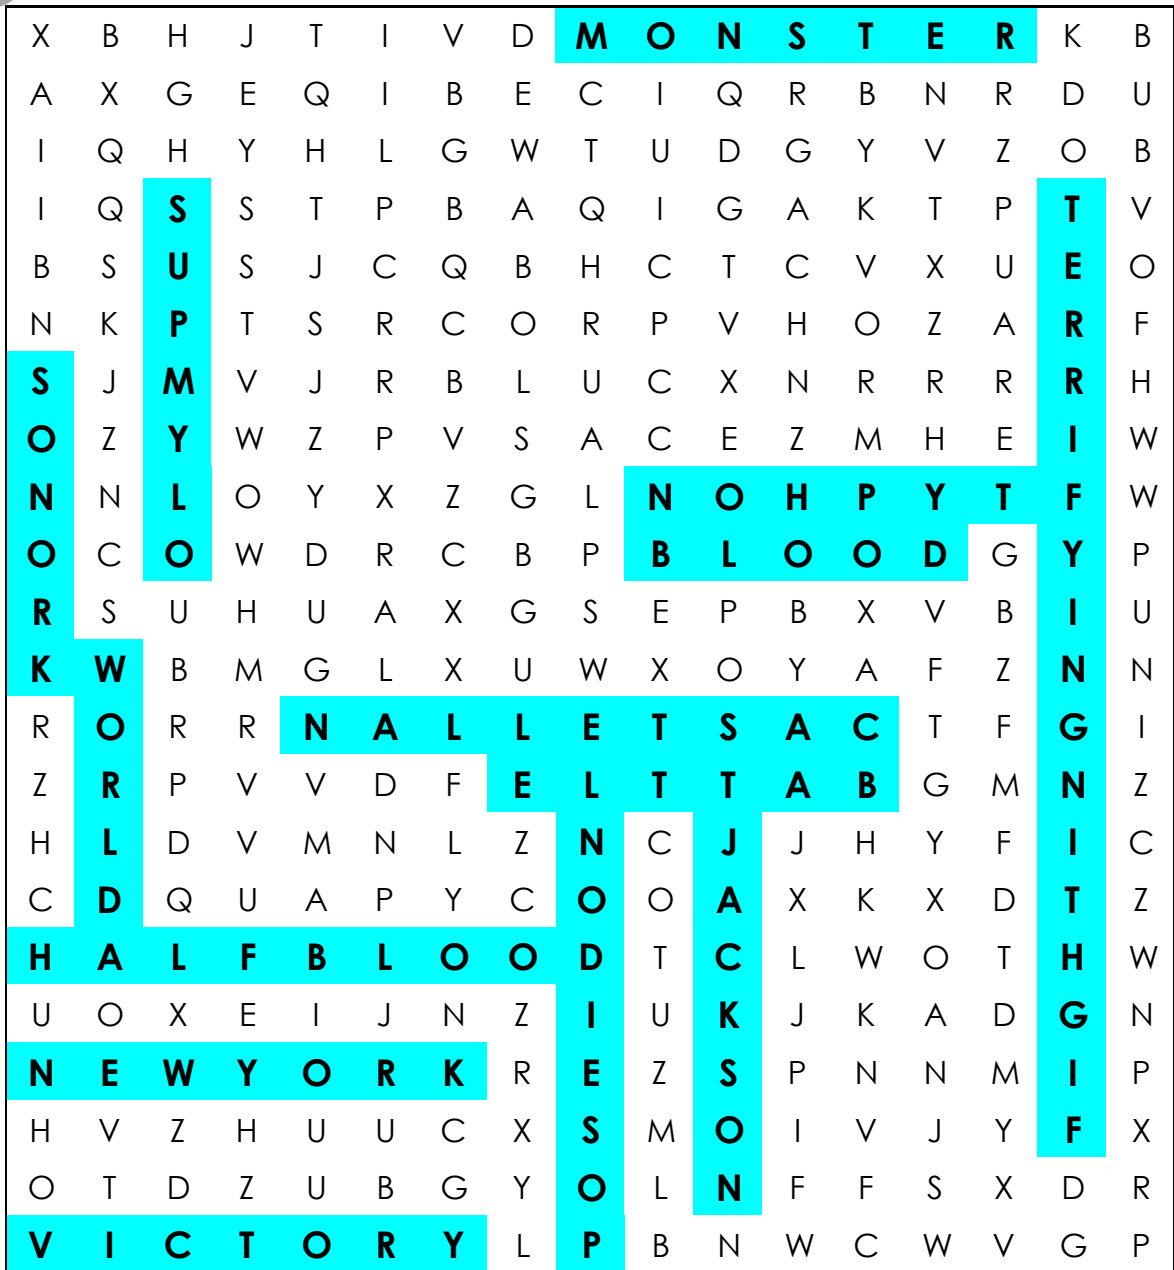 X B H J T I V D M O N S T E R K B
A X G E Q I B E C I Q R B N R D U
I Q H Y H L G W T U D G Y V Z O B
I Q S S T P B A Q I G A K T P T V
B S U S J C Q B H C T C V X U E O
N K P T S R C O R P V H O Z A R F
S J M V J R B L U C X N R R R R H
O Z Y W Z P V S A C E Z M H E I W
N N L O Y X Z G L N O H P Y T F W
O C O W D R C B P B L O O D G Y P
R S U H U A X G S E P B X V B I U
K W B M G L X U W X O Y A F Z N N
R O R R N A L L E T S A C T F G I
Z R P V V D F E L T T A B G M N Z
H L D V M N L Z N C J J H Y F I C
C D Q U A P Y C O O A X K X D T Z
H A L F B L O O D T C L W O T H W
U O X E I J N Z I U K J K A D G N
N E W Y O R K R E Z S P N N M I P
H V Z H U U C X S M O I V J Y F X
O T D Z U B G Y O L N F F S X D R
V I C T O R Y L P B N W C W V G P